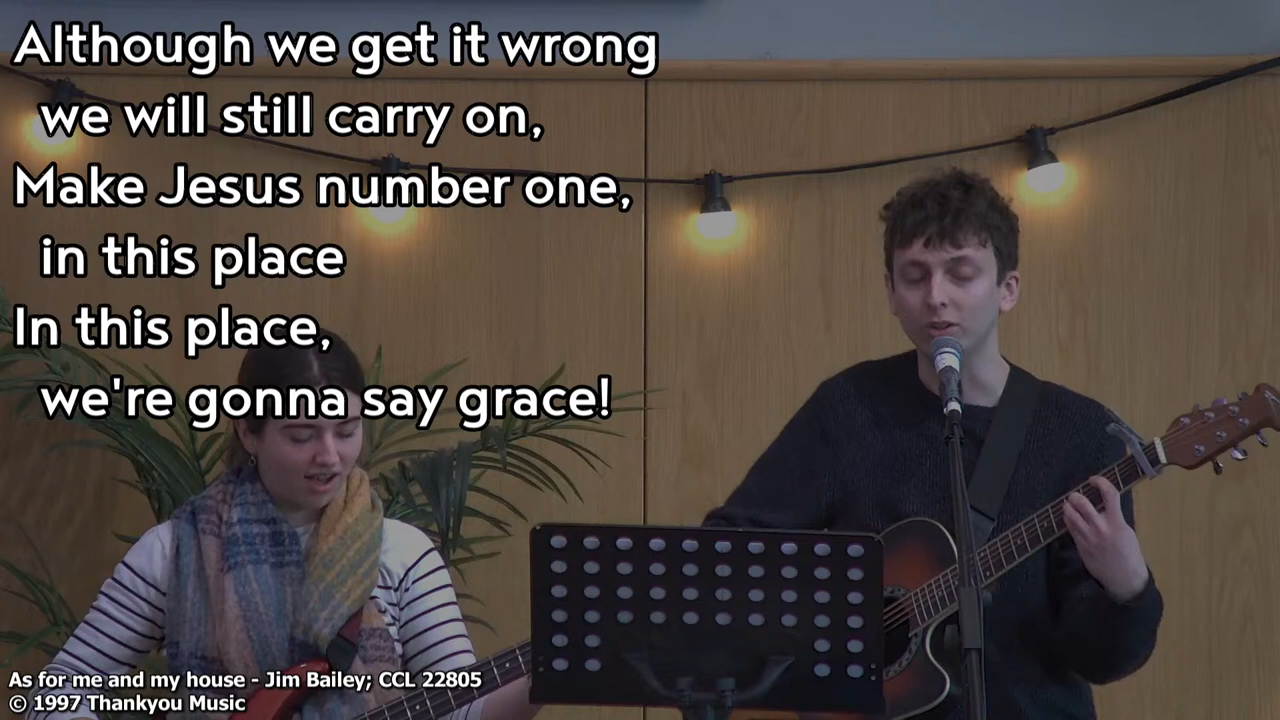 Although we get it wrong
we will still carry on,
Make Jesus number one,
in this place
In this place,
we're gonna say grace!
As for me and my house - Jim Bailey; CCL 22805
© 1997 Thankyou Music